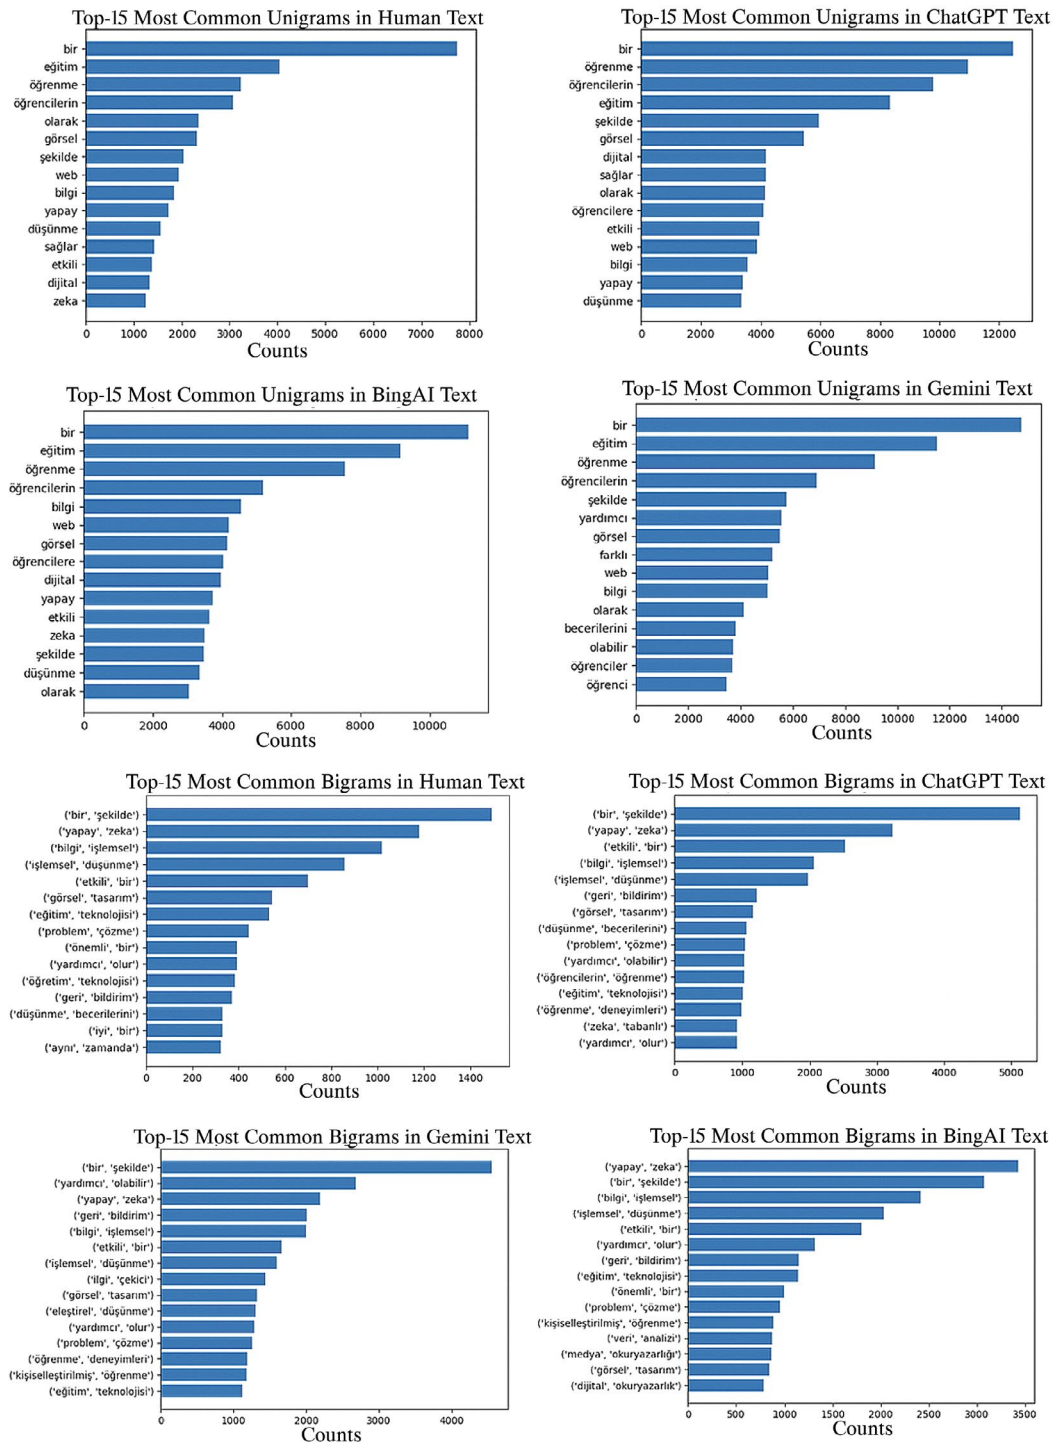 Top-15 Most Common Unigrams in Human Text
bir
eğitim
öğrenme
öğrencilerin
olarak
görsel
şekilde
web
bilgi
yapay
düşünme
sağlar
etkili
dijital
zeka
0 1000 2000 3000 4000 5000 6000 7000 8000
Counts
Top-15 Most Common Unigrams in ChatGPT Text
bir
öğrenme
öğrencilerin
eğitim
şekilde
görsel
dijital
sağlar
olarak
öğrencilere
etkili
web
bilgi
yapay
düşünme
0 2000 4000 6000 8000 10000 12000
Counts
Top-15 Most Common Unigrams in BingAI Text
bir
eğitim
öğrenme
öğrencilerin
bilgi
web
görsel
öğrencilere
dijital
yapay
etkili
zeka
şekilde
düşünme
olarak
0 2000 4000 6000 8000 10000
Counts
Top-15 Most Common Unigrams in Gemini Text
bir
eğitim
öğrenme
öğrencilerin
şekilde
yardımcı
görsel
farklı
web
bilgi
olarak
becerilerini
olabilir
öğrenciler
öğrenci
0 2000 4000 6000 8000 10000 12000 14000
Counts
Top-15 Most Common Bigrams in Human Text
('bir', 'şekilde')
('yapay', 'zeka')
('bilgi', 'işlemsel')
('işlemsel', 'düşünme')
('etkili', 'bir')
('görsel', 'tasarım')
('eğitim', 'teknolojisi')
('problem', 'çözme')
('önemli', 'bir')
('yardımcı', 'olur')
('öğretim', 'teknolojisi')
('geri', 'bildirim')
('düşünme', 'becerilerini')
('iyi', 'bir')
('aynı', 'zamanda')
0 200 400 600 800 1000 1200 1400
Counts
Top-15 Most Common Bigrams in ChatGPT Text
('bir', 'şekilde')
('yapay', 'zeka')
('etkili', 'bir')
('bilgi', 'işlemsel')
('işlemsel', 'düşünme')
('geri', 'bildirim')
('görsel', 'tasarım')
('düşünme', 'becerilerini')
('problem', 'çözme')
('yardımcı', 'olabilir')
('öğrencilerin', 'öğrenme')
('eğitim', 'teknolojisi')
('öğrenme', 'deneyimleri')
('zeka', 'tabanlı')
('yardımcı', 'olur')
0 1000 2000 3000 4000 5000
Counts
Top-15 Most Common Bigrams in Gemini Text
('bir', 'şekilde')
('yardımcı', 'olabilir')
('yapay', 'zeka')
('geri', 'bildirim')
('bilgi', 'işlemsel')
('etkili', 'bir')
('işlemsel', 'düşünme')
('ilgi', 'çekici')
('görsel', 'tasarım')
('eleştirel', 'düşünme')
('yardımcı', 'olur')
('problem', 'çözme')
('öğrenme', 'deneyimleri')
('kişiselleştirilmiş', 'öğrenme')
('eğitim', 'teknolojisi')
0 1000 2000 3000 4000
Counts
Top-15 Most Common Bigrams in BingAI Text
('yapay', 'zeka')
('bir', 'şekilde')
('bilgi', 'işlemsel')
('işlemsel', 'düşünme')
('etkili', 'bir')
('yardımcı', 'olur')
('geri', 'bildirim')
('eğitim', 'teknolojisi')
('önemli', 'bir')
('problem', 'çözme')
('kişiselleştirilmiş', 'öğrenme')
('veri', 'analizi')
('medya', 'okuryazarlığı')
('görsel', 'tasarım')
('dijital', 'okuryazarlık')
0 500 1000 1500 2000 2500 3000 3500
Counts